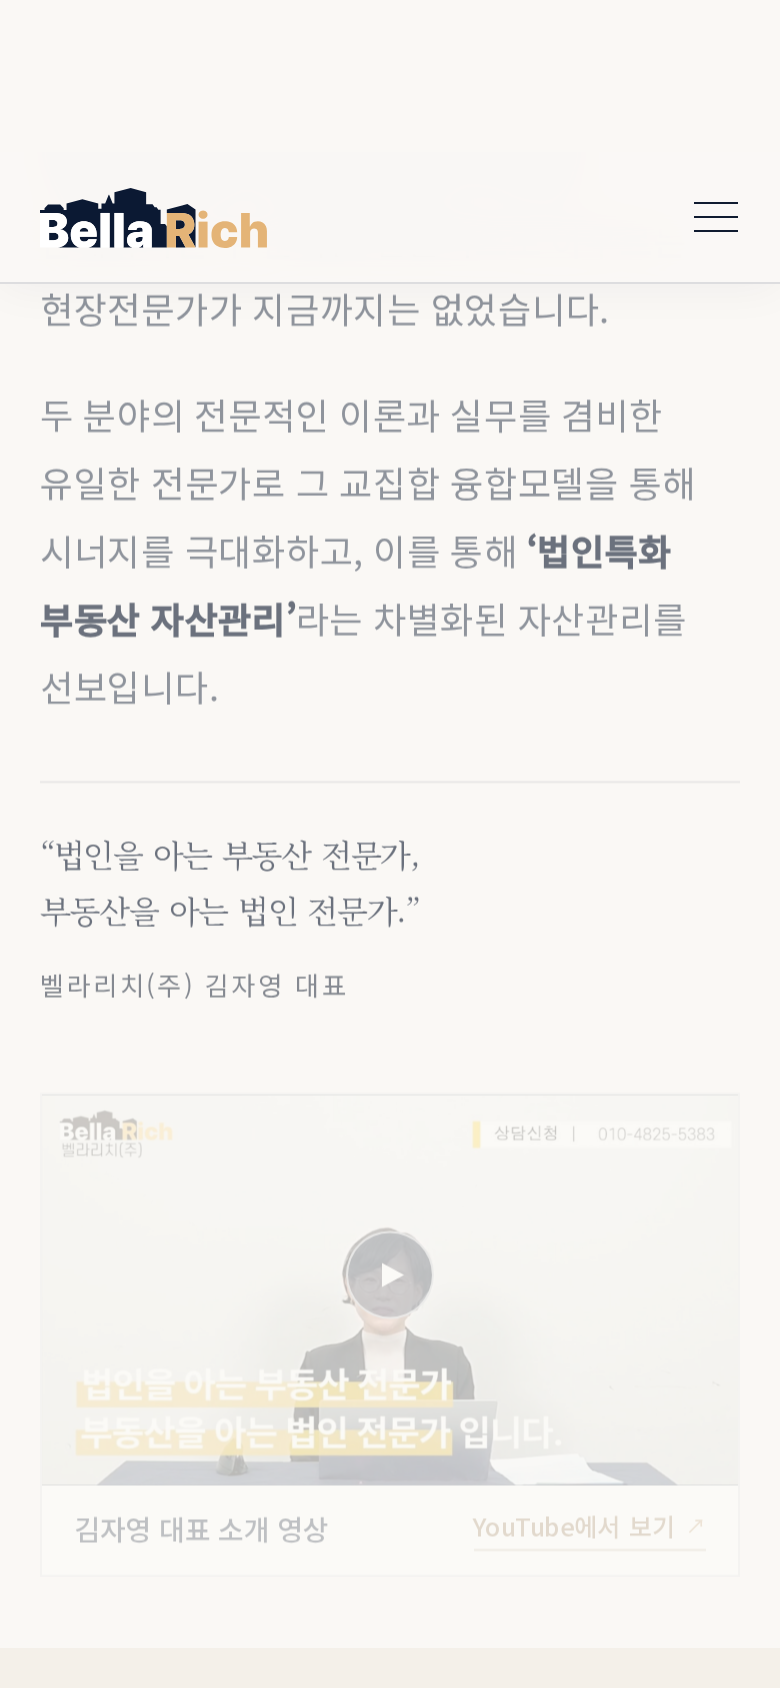 Bella Rich
현장전문가가 지금까지는 없었습니다.
두 분야의 전문적인 이론과 실무를 겸비한
유일한 전문가로 그 교집합 융합모델을 통해
시너지를 극대화하고, 이를 통해 ‘법인특화
부동산 자산관리’라는 차별화된 자산관리를
선보입니다.
“법인을 아는 부동산 전문가,
부동산을 아는 법인 전문가.”
벨라리치(주) 김자영 대표
Bella Rich
벨라리치(주)
상담신청 | 010-4825-5383
법인을 아는 부동산 전문가
부동산을 아는 법인 전문가 입니다.
김자영 대표 소개 영상
YouTube에서 보기 ↗